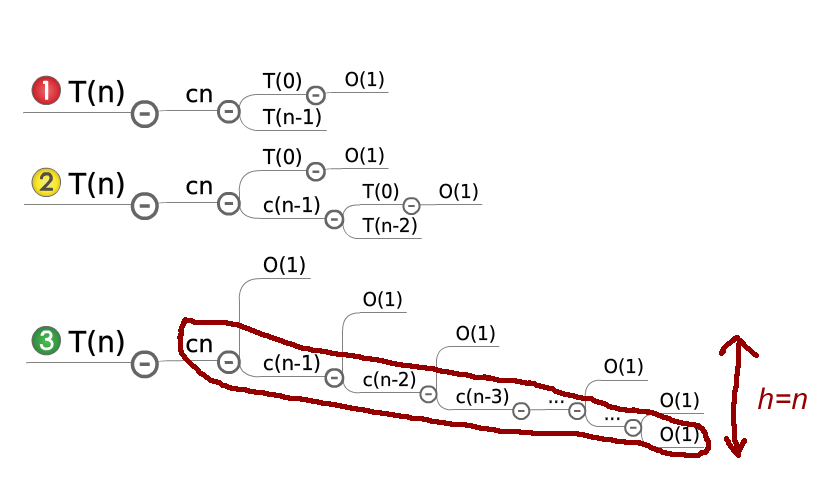 1 T(n) cn T(0) O(1)
T(n-1)
2 T(n) cn T(0) O(1)
c(n-1) T(0) O(1)
T(n-2)
3 T(n) cn O(1)
c(n-1) O(1)
c(n-2) O(1)
c(n-3) ... O(1)
... O(1)
O(1)
h=n